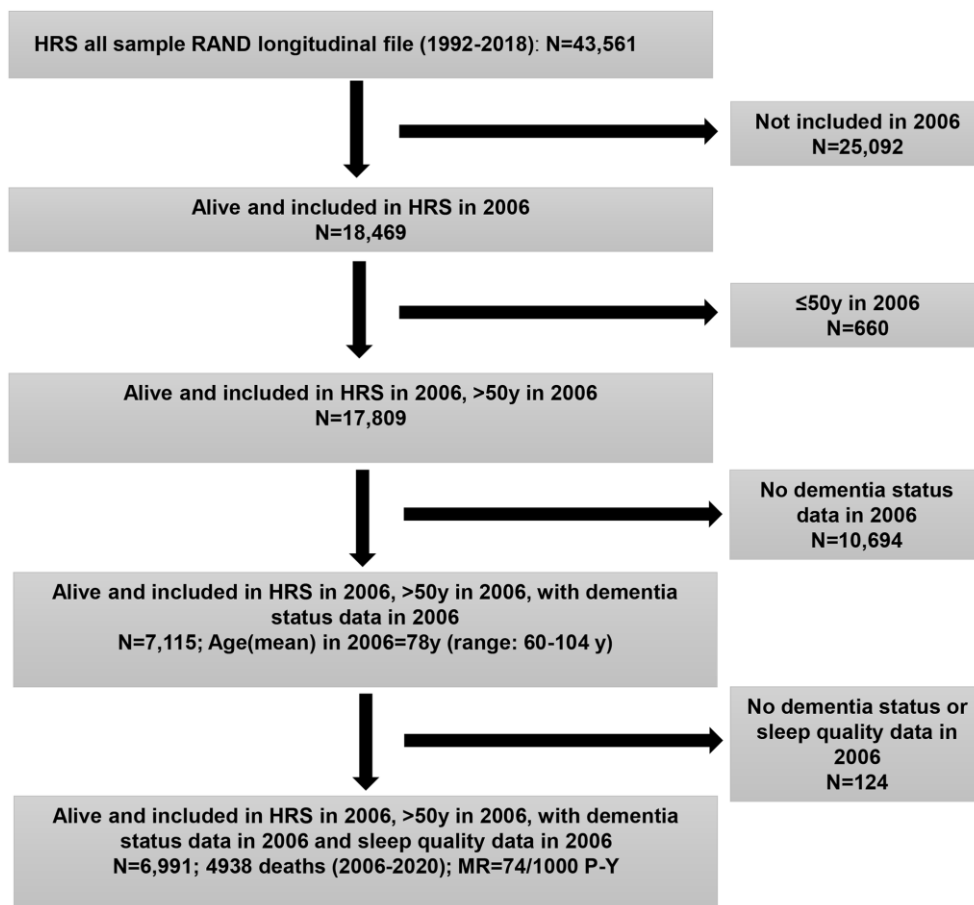 HRS all sample RAND longitudinal file (1992-2018): N=43,561
Not included in 2006
N=25,092
Alive and included in HRS in 2006
N=18,469
≤50y in 2006
N=660
Alive and included in HRS in 2006, >50y in 2006
N=17,809
No dementia status
data in 2006
N=10,694
Alive and included in HRS in 2006, >50y in 2006, with dementia
status data in 2006
N=7,115; Age(mean) in 2006=78y (range: 60-104 y)
No dementia status or
sleep quality data in
2006
N=124
Alive and included in HRS in 2006, >50y in 2006, with dementia
status data in 2006 and sleep quality data in 2006
N=6,991; 4938 deaths (2006-2020); MR=74/1000 P-Y